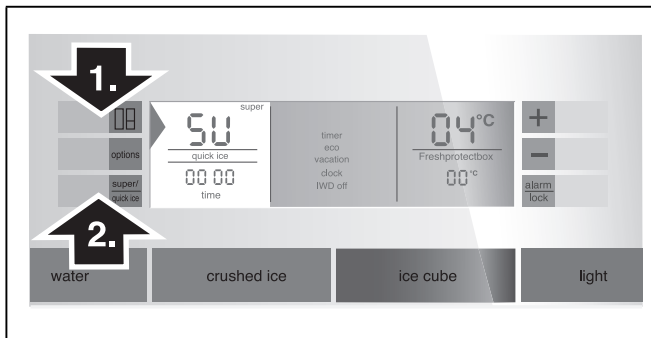 1.
super
SU
04°C
+
options
quick ice
timer
eco
vacation
clock
IWD off
Freshprotectbox
−
super/
quick ice
00 00
time
00°C
alarm
lock
2.
water
crushed ice
ice cube
light